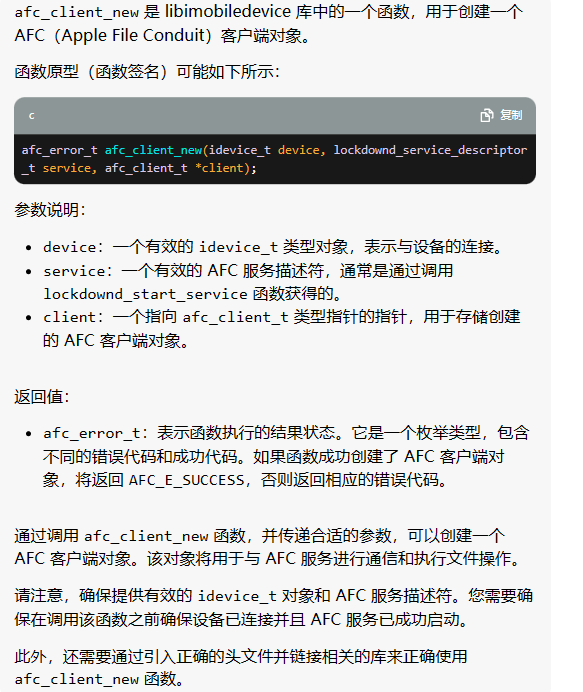 afc_client_new 是 libimobiledevice 库中的一个函数，用于创建一个
AFC（Apple File Conduit）客户端对象。
函数原型（函数签名）可能如下所示：
c
复制
afc_error_t afc_client_new(idevice_t device, lockdownd_service_descriptor
_t service, afc_client_t *client);
参数说明：
• device：一个有效的 idevice_t 类型对象，表示与设备的连接。
• service：一个有效的 AFC 服务描述符，通常是通过调用
lockdownd_start_service 函数获得的。
• client：一个指向 afc_client_t 类型指针的指针，用于存储创建
的 AFC 客户端对象。
返回值：
• afc_error_t：表示函数执行的结果状态。它是一个枚举类型，包含
不同的错误代码和成功代码。如果函数成功创建了 AFC 客户端对
象，将返回 AFC_E_SUCCESS，否则返回相应的错误代码。
通过调用 afc_client_new 函数，并传递合适的参数，可以创建一个
AFC 客户端对象。该对象将用于与 AFC 服务进行通信和执行文件操作。
请注意，确保提供有效的 idevice_t 对象和 AFC 服务描述符。您需要确
保在调用该函数之前确保设备已连接并且 AFC 服务已成功启动。
此外，还需要通过引入正确的头文件并链接相关的库来正确使用
afc_client_new 函数。